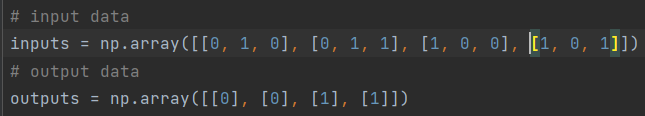 # input data
inputs = np.array([[0, 1, 0], [0, 1, 1], [1, 0, 0], [1, 0, 1]])
# output data
outputs = np.array([[0], [0], [1], [1]])